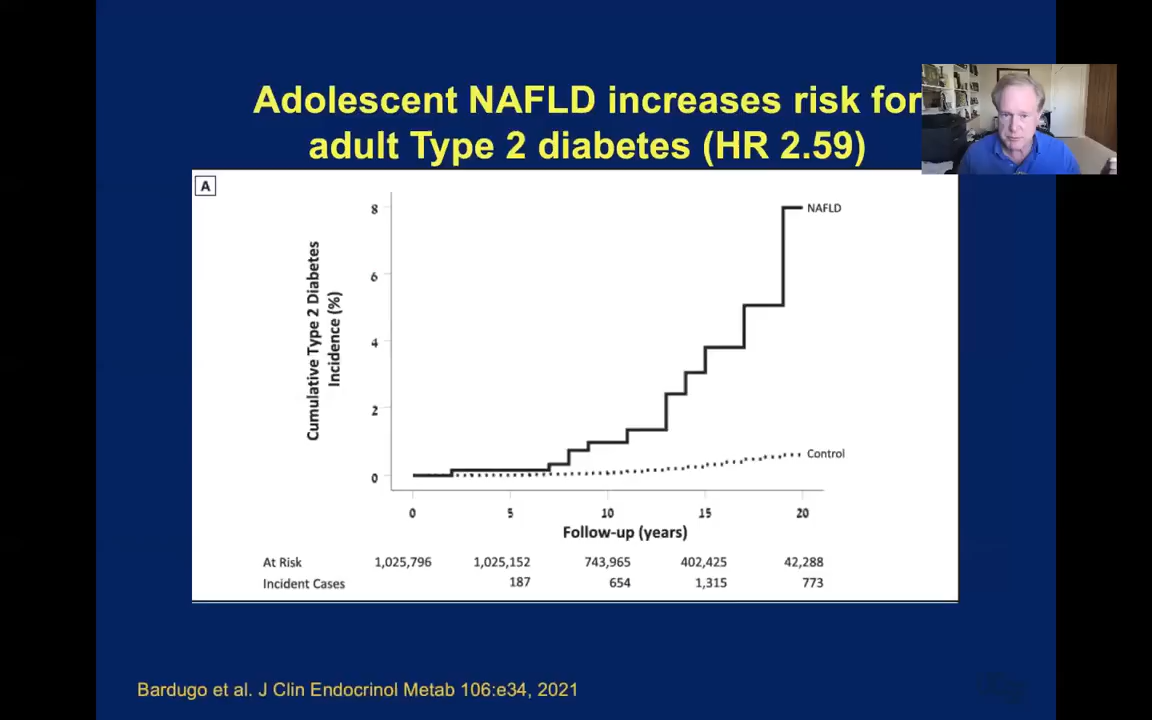 Adolescent NAFLD increases risk for
adult Type 2 diabetes (HR 2.59)
A
Cumulative Type 2 Diabetes
Incidence (%)
8
6
4
2
0
NAFLD
Control
0 5 10 15 20
Follow-up (years)
At Risk 1,025,796 1,025,152 743,965 402,425 42,288
Incident Cases 187 654 1,315 773
Bardugo et al. J Clin Endocrinol Metab 106:e34, 2021